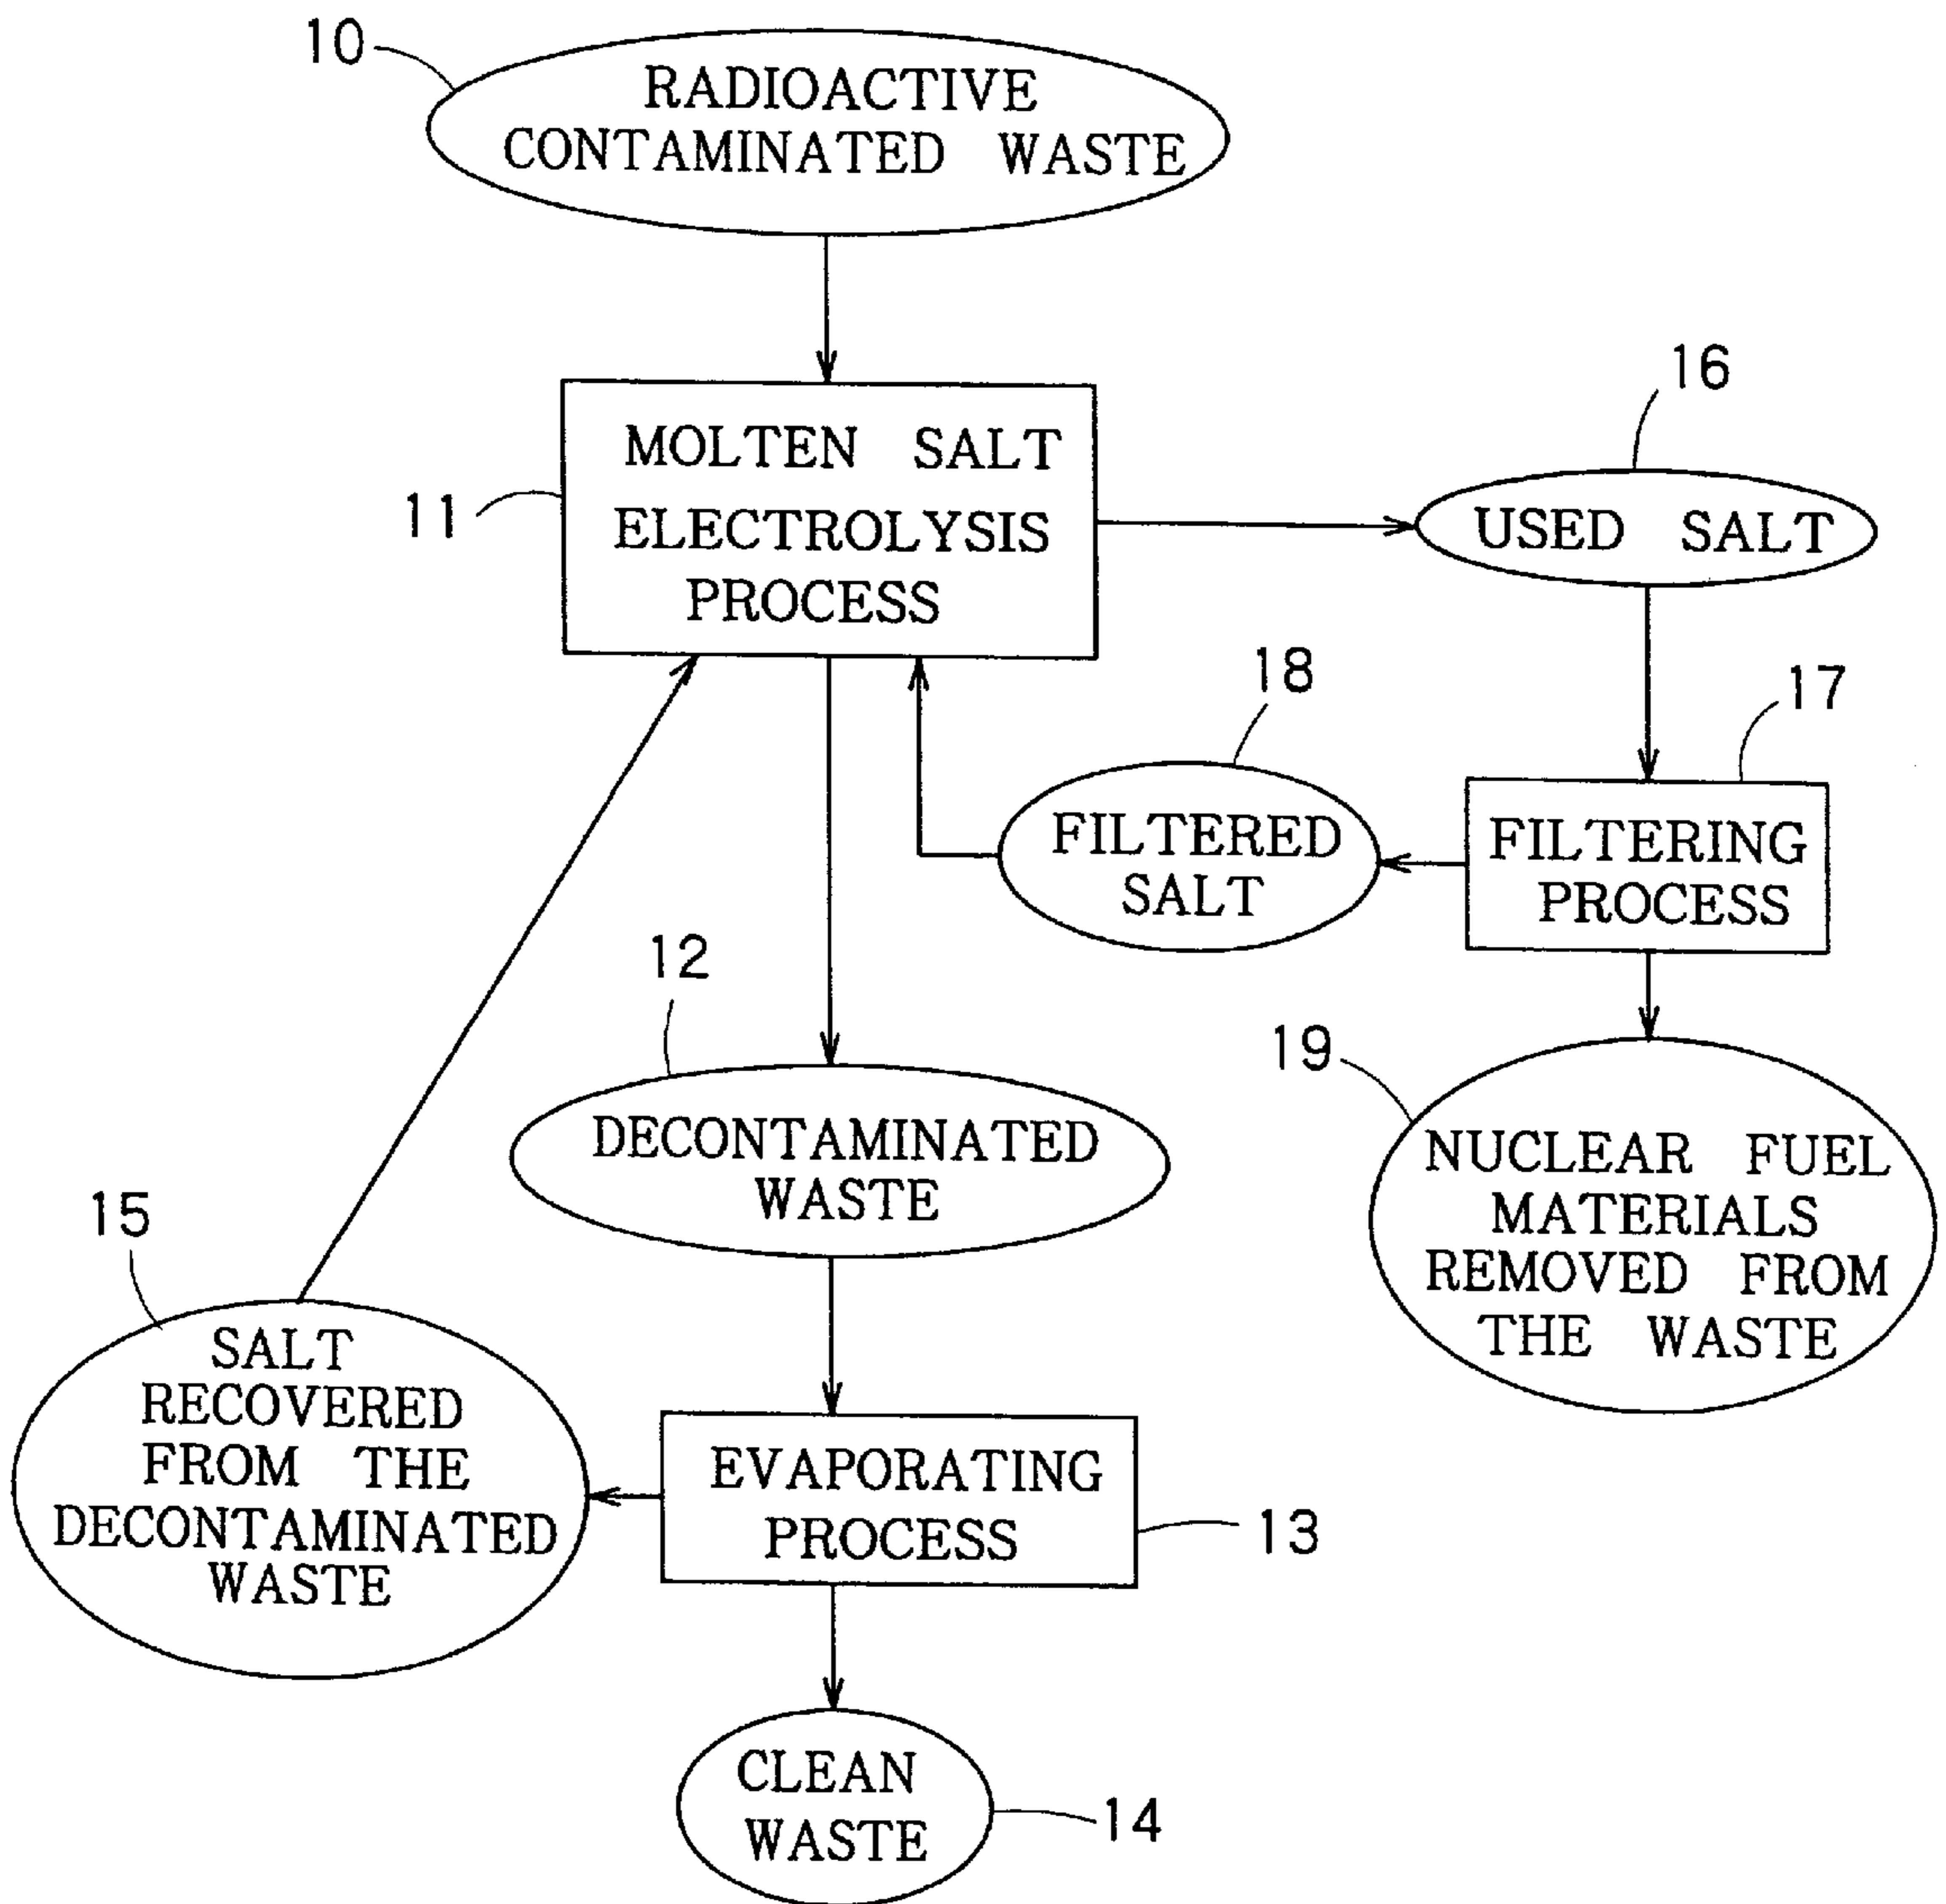 10
RADIOACTIVE
CONTAMINATED WASTE
11
MOLTEN SALT
ELECTROLYSIS
PROCESS
16
USED SALT
18
FILTERED
SALT
17
FILTERING
PROCESS
12
DECONTAMINATED
WASTE
19
NUCLEAR FUEL
MATERIALS
REMOVED FROM
THE WASTE
15
SALT
RECOVERED
FROM THE
DECONTAMINATED
WASTE
EVAPORATING
PROCESS
13
CLEAN
WASTE
14